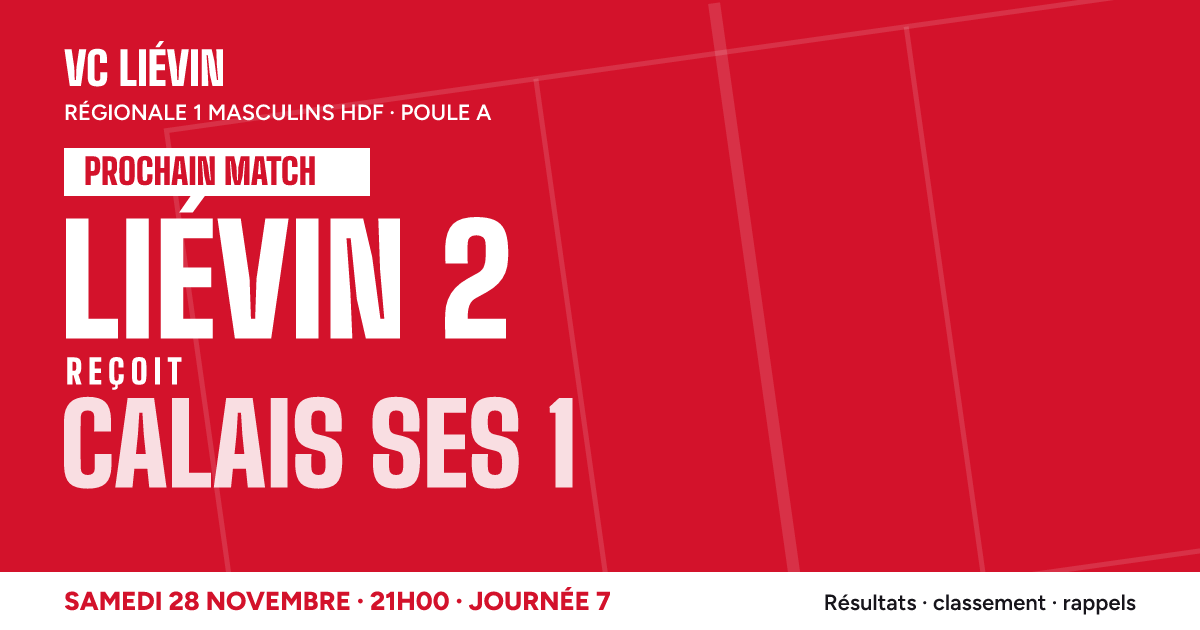 VC LIÉVIN
RÉGIONALE 1 MASCULINS HDF · POULE A
PROCHAIN MATCH
LIÉVIN 2
REÇOIT
CALAIS SES 1
SAMEDI 28 NOVEMBRE · 21H00 · JOURNÉE 7
Résultats · classement · rappels